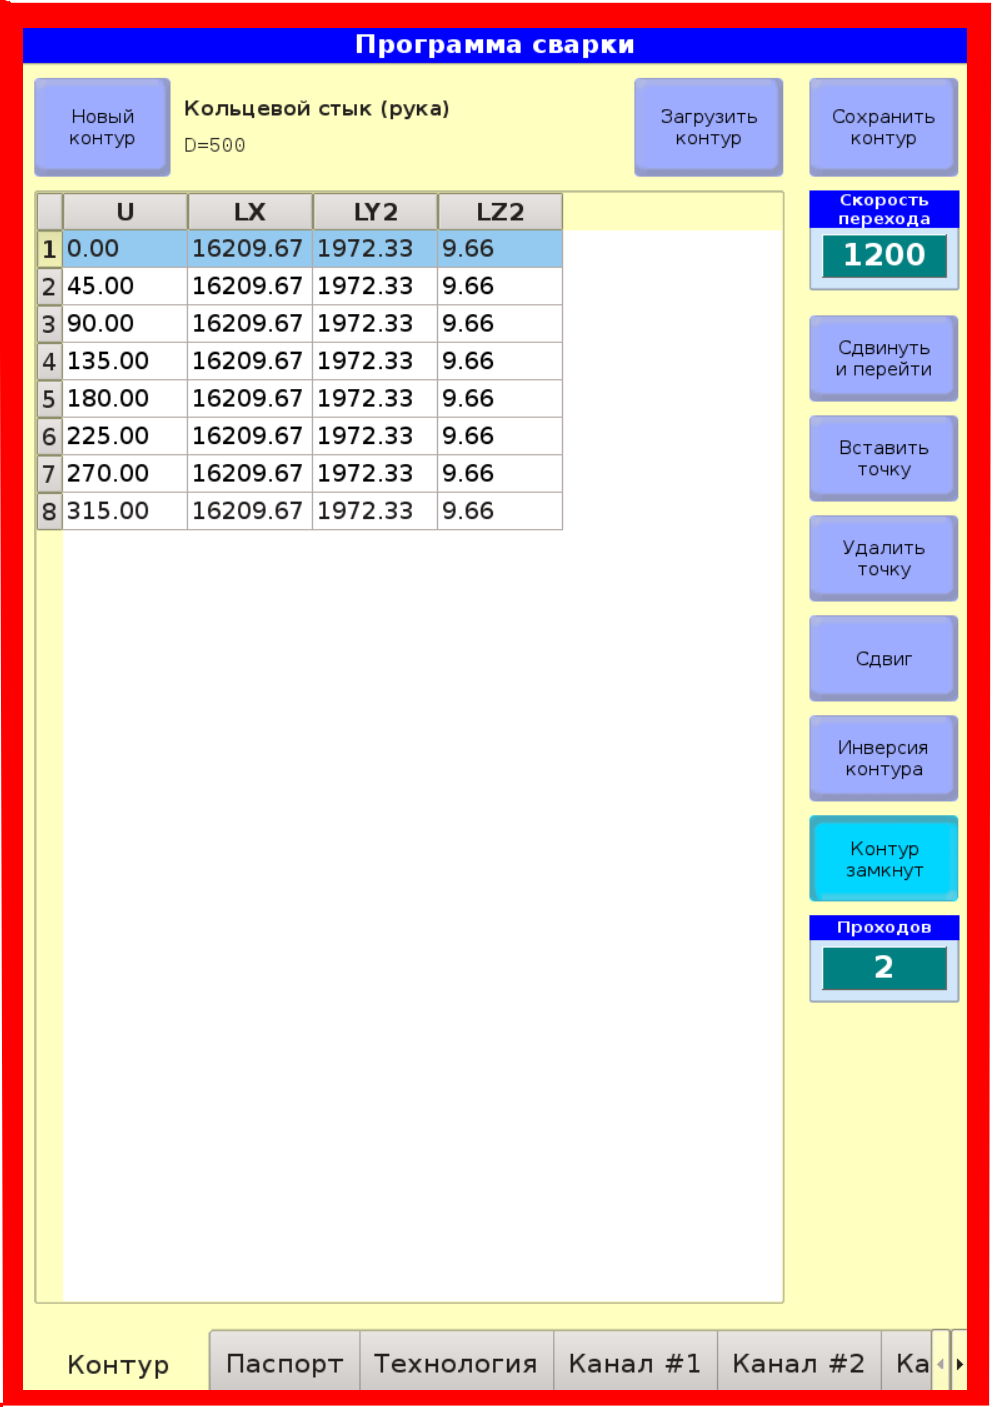 Программа сварки
Новый
контур
Кольцевой стык (рука)
D=500
Загрузить
контур
Сохранить
контур
U LX LY2 LZ2
1 0.00 16209.67 1972.33 9.66
2 45.00 16209.67 1972.33 9.66
3 90.00 16209.67 1972.33 9.66
4 135.00 16209.67 1972.33 9.66
5 180.00 16209.67 1972.33 9.66
6 225.00 16209.67 1972.33 9.66
7 270.00 16209.67 1972.33 9.66
8 315.00 16209.67 1972.33 9.66
Скорость
перехода
1200
Сдвинуть
и перейти
Вставить
точку
Удалить
точку
Сдвиг
Инверсия
контура
Контур
замкнут
Проходов
2
Контур Паспорт Технология Канал #1 Канал #2 Ка